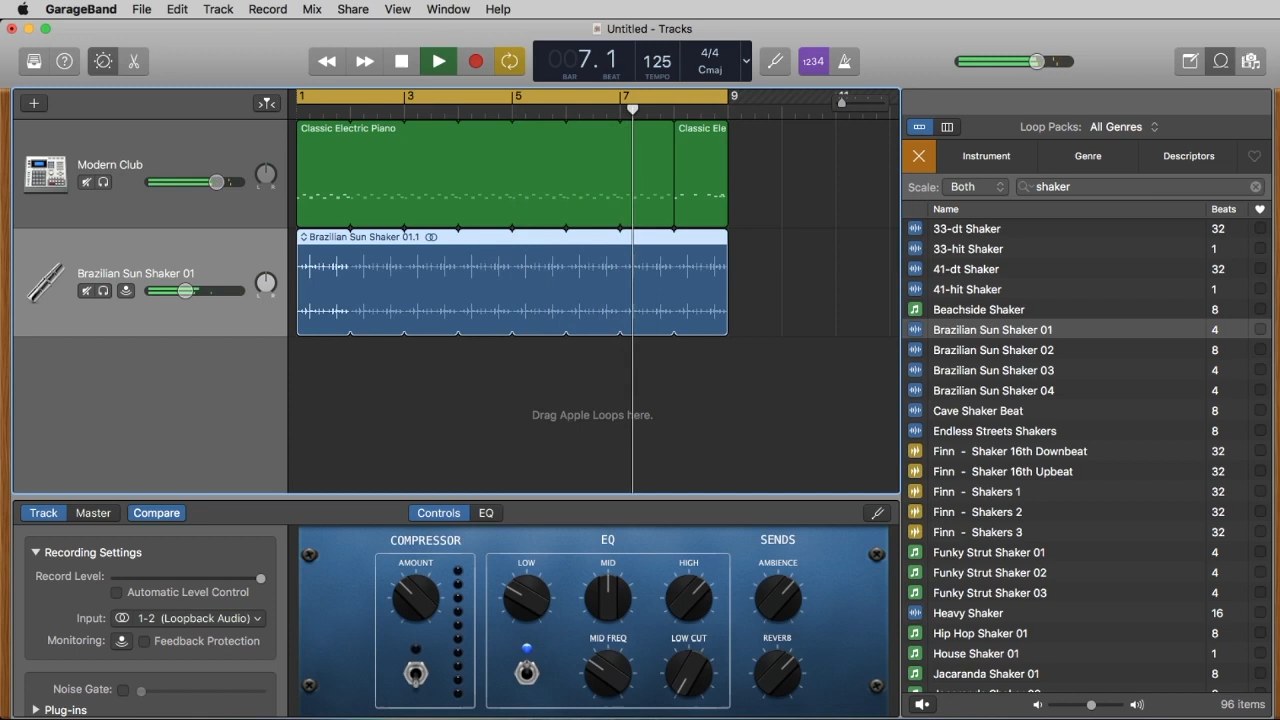 GarageBand File Edit Track Record Mix Share View Window Help
Untitled - Tracks
007. 1 125 4/4 Cmaj
BAR BEAT TEMPO
1234
1 3 5 7 9 11
Loop Packs: All Genres
Instrument Genre Descriptors
Scale: Both shaker
Name Beats
Classic Electric Piano Classic Ele
Modern Club
L R
Brazilian Sun Shaker 01.1
Brazilian Sun Shaker 01
L R
Drag Apple Loops here.
33-dt Shaker 32
33-hit Shaker 1
41-dt Shaker 32
41-hit Shaker 1
Beachside Shaker 8
Brazilian Sun Shaker 01 4
Brazilian Sun Shaker 02 8
Brazilian Sun Shaker 03 4
Brazilian Sun Shaker 04 4
Cave Shaker Beat 8
Endless Streets Shakers 8
Finn - Shaker 16th Downbeat 32
Finn - Shaker 16th Upbeat 32
Finn - Shakers 1 32
Finn - Shakers 2 32
Finn - Shakers 3 32
Funky Strut Shaker 01 4
Funky Strut Shaker 02 4
Funky Strut Shaker 03 4
Heavy Shaker 16
Hip Hop Shaker 01 8
House Shaker 01 1
Jacaranda Shaker 01 8
96 items
Track Master Compare Controls EQ
Recording Settings
Record Level:
Automatic Level Control
Input: 1-2 (Loopback Audio)
Monitoring: Feedback Protection
Noise Gate:
Plug-ins
COMPRESSOR EQ SENDS
AMOUNT LOW MID HIGH AMBIENCE
MID FREQ LOW CUT REVERB